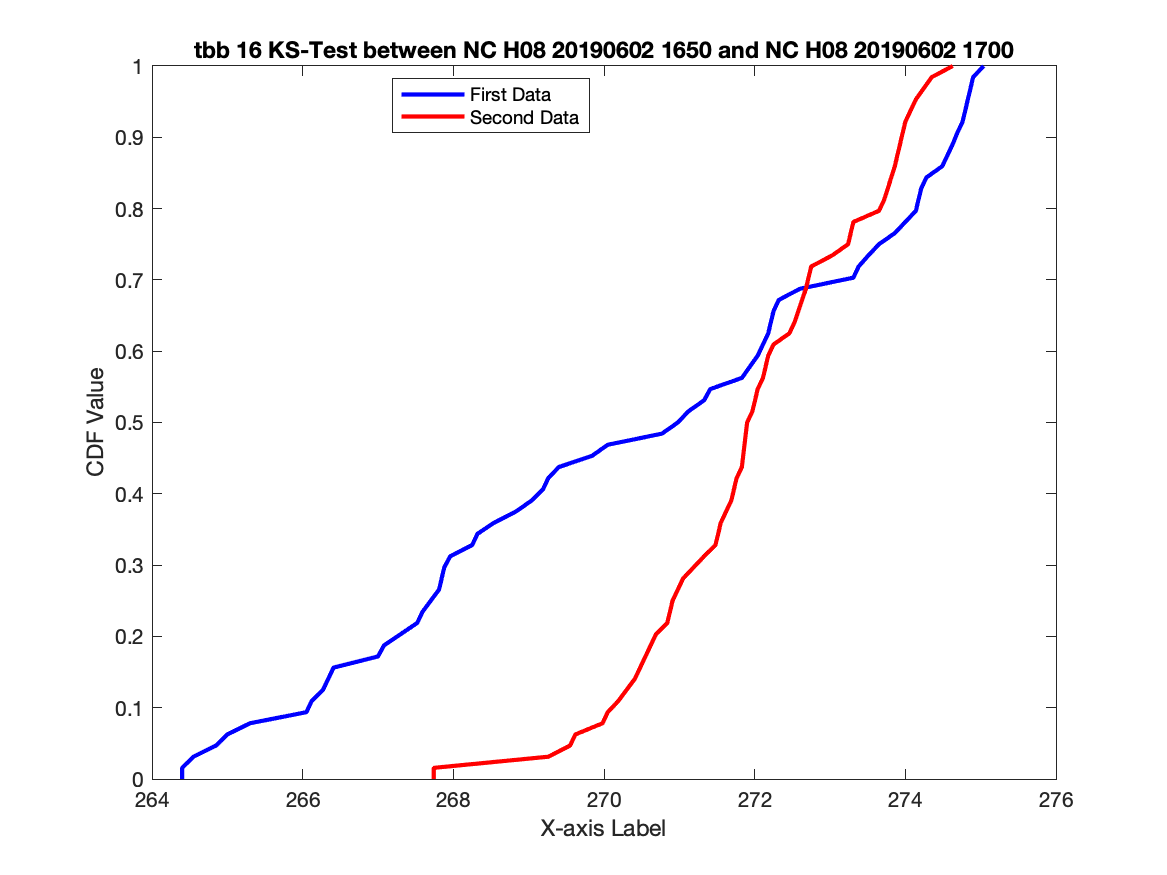 tbb 16 KS-Test between NC H08 20190602 1650 and NC H08 20190602 1700
First Data
Second Data
1
0.9
0.8
0.7
0.6
0.5
0.4
0.3
0.2
0.1
0
CDF Value
264 266 268 270 272 274 276
X-axis Label